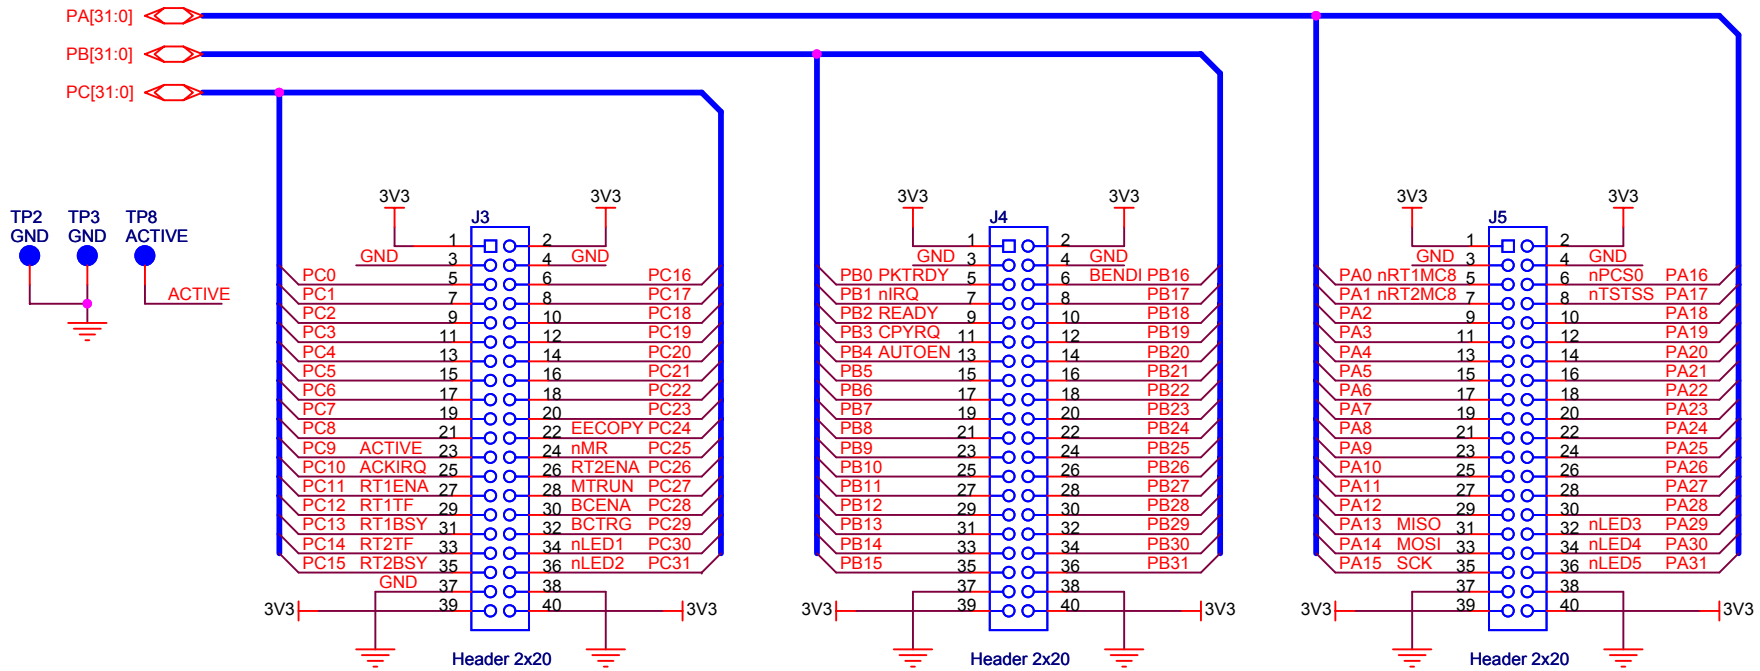 PA[31:0]
PB[31:0]
PC[31:0]
TP2 TP3 TP8
GND GND ACTIVE
ACTIVE
3V3 3V3
J3
1 2
GND 3 4 GND
PC0 5 6 PC16
PC1 7 8 PC17
PC2 9 10 PC18
PC3 11 12 PC19
PC4 13 14 PC20
PC5 15 16 PC21
PC6 17 18 PC22
PC7 19 20 PC23
PC8 21 22 EECOPY PC24
PC9 ACTIVE 23 24 nMR PC25
PC10 ACKIRQ 25 26 RT2ENA PC26
PC11 RT1ENA 27 28 MTRUN PC27
PC12 RT1TF 29 30 BCENA PC28
PC13 RT1BSY 31 32 BCTRG PC29
PC14 RT2TF 33 34 nLED1 PC30
PC15 RT2BSY 35 36 nLED2 PC31
GND 37 38
3V3 39 40 3V3
Header 2x20
3V3 3V3
J4
1 2
GND 3 4 GND
PB0 PKTRDY 5 6 BENDI PB16
PB1 nIRQ 7 8 PB17
PB2 READY 9 10 PB18
PB3 CPYRQ 11 12 PB19
PB4 AUTOEN 13 14 PB20
PB5 15 16 PB21
PB6 17 18 PB22
PB7 19 20 PB23
PB8 21 22 PB24
PB9 23 24 PB25
PB10 25 26 PB26
PB11 27 28 PB27
PB12 29 30 PB28
PB13 31 32 PB29
PB14 33 34 PB30
PB15 35 36 PB31
37 38
3V3 39 40 3V3
Header 2x20
3V3 3V3
J5
1 2
GND 3 4 GND
PA0 nRT1MC8 5 6 nPCS0 PA16
PA1 nRT2MC8 7 8 nTSTSS PA17
PA2 9 10 PA18
PA3 11 12 PA19
PA4 13 14 PA20
PA5 15 16 PA21
PA6 17 18 PA22
PA7 19 20 PA23
PA8 21 22 PA24
PA9 23 24 PA25
PA10 25 26 PA26
PA11 27 28 PA27
PA12 29 30 PA28
PA13 MISO 31 32 nLED3 PA29
PA14 MOSI 33 34 nLED4 PA30
PA15 SCK 35 36 nLED5 PA31
37 38
3V3 39 40 3V3
Header 2x20